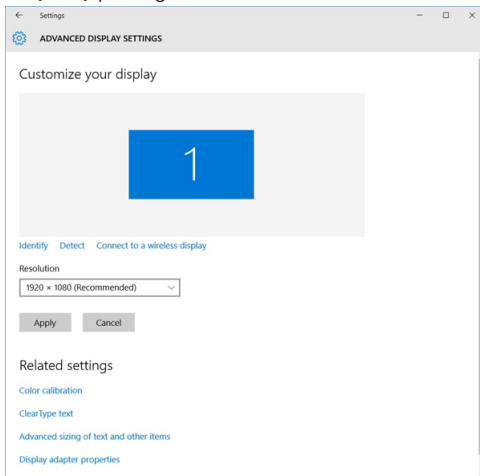 Settings
ADVANCED DISPLAY SETTINGS
Customize your display
1
Identify Detect Connect to a wireless display
Resolution
1920 × 1080 (Recommended)
Apply Cancel
Related settings
Color calibration
ClearType text
Advanced sizing of text and other items
Display adapter properties